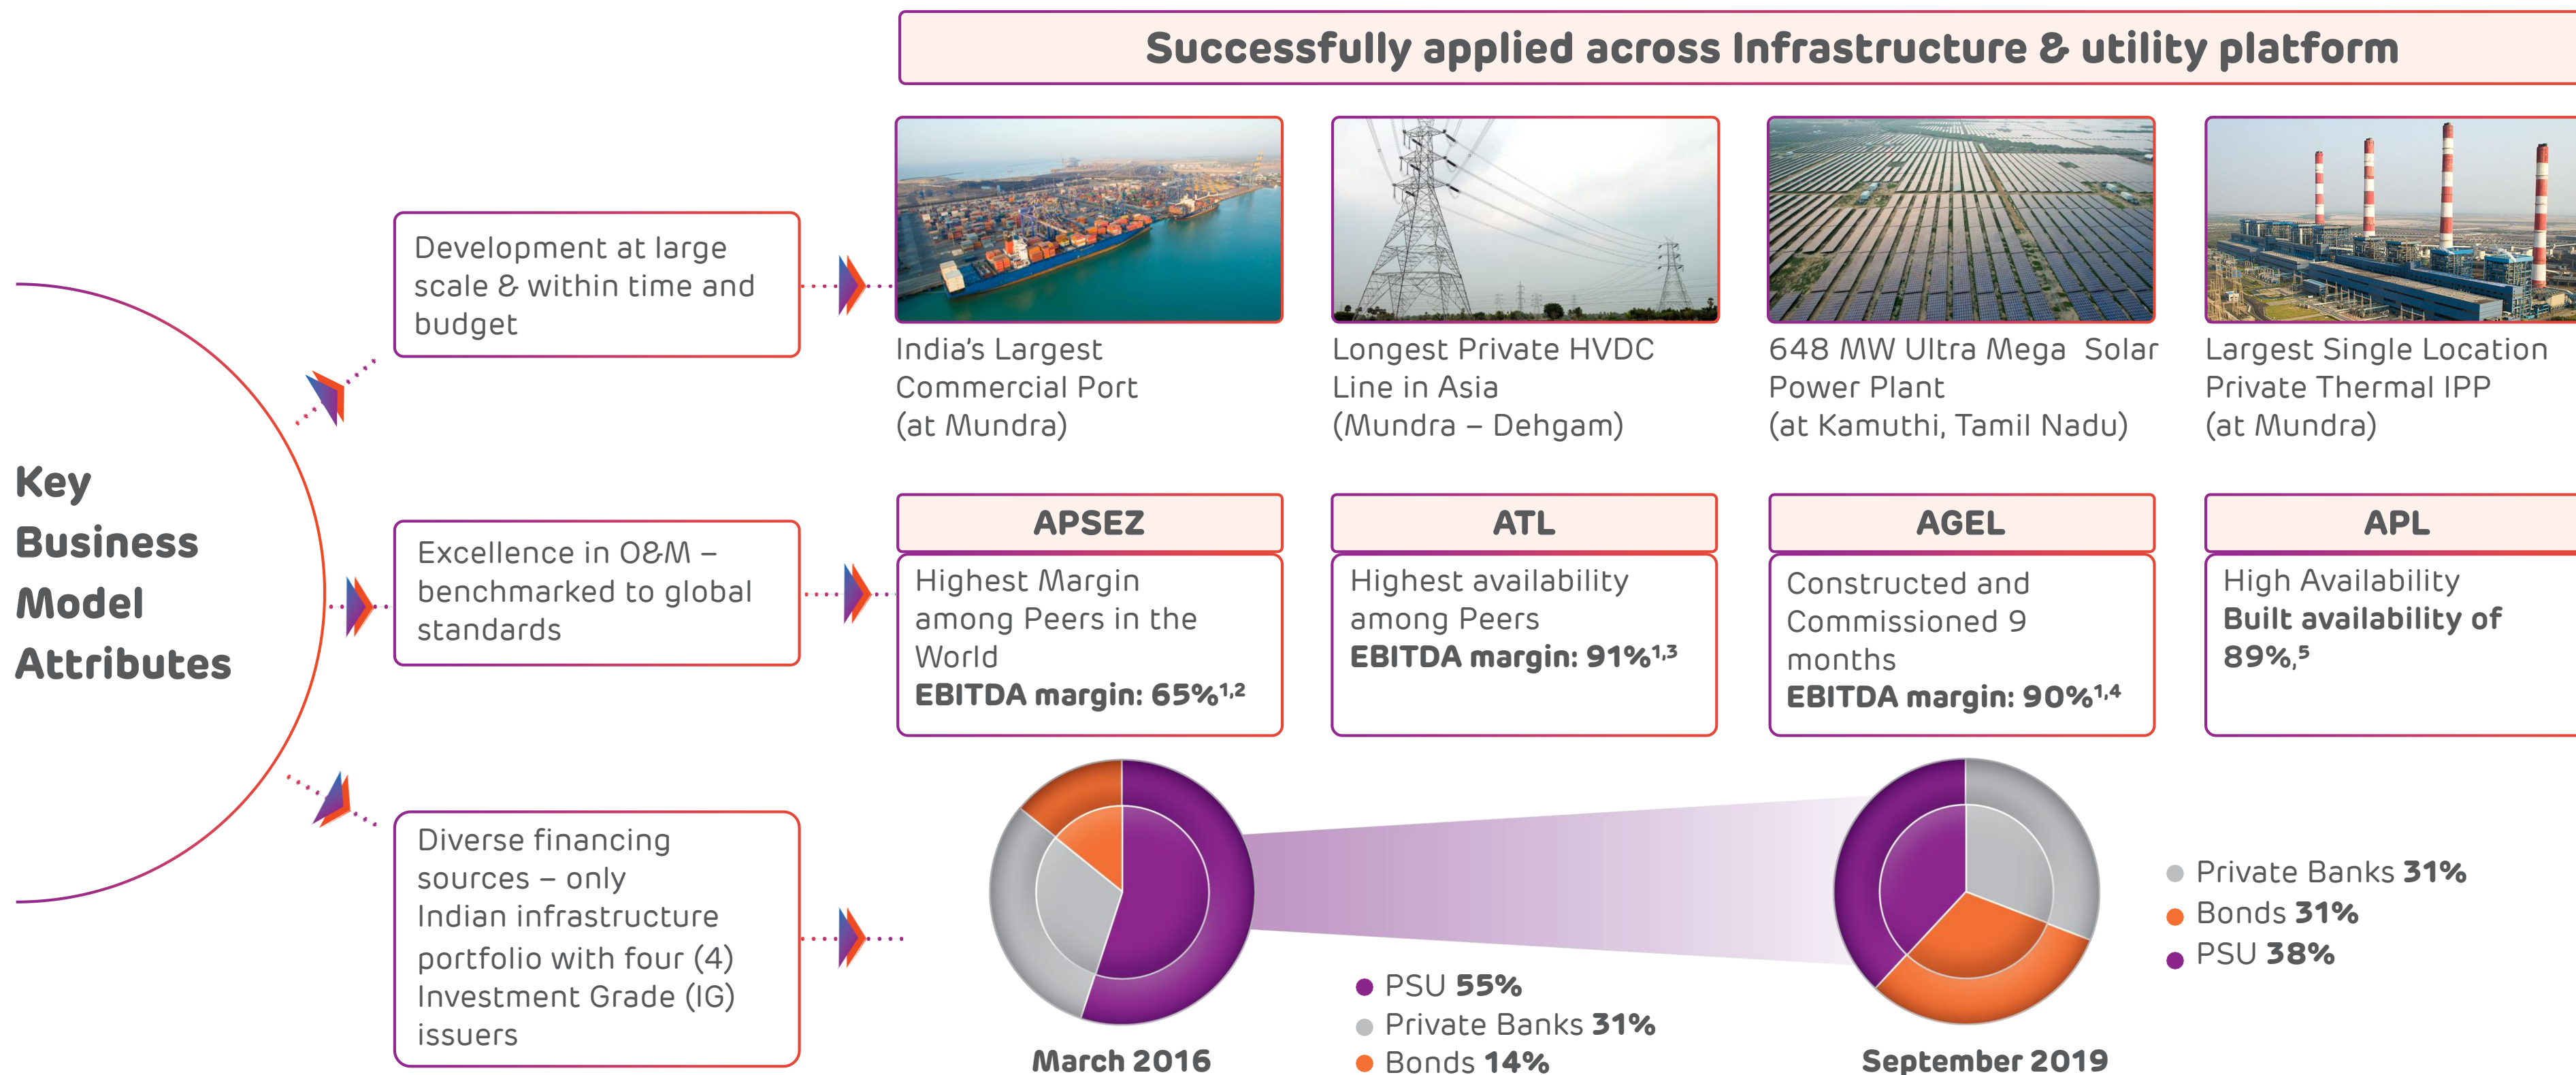 Successfully applied across Infrastructure & utility platform
Key
Business
Model
Attributes
Development at large
scale & within time and
budget
India's Largest
Commercial Port
(at Mundra)
Longest Private HVDC
Line in Asia
(Mundra – Dehgam)
648 MW Ultra Mega Solar
Power Plant
(at Kamuthi, Tamil Nadu)
Largest Single Location
Private Thermal IPP
(at Mundra)
Excellence in O&M –
benchmarked to global
standards
APSEZ
Highest Margin
among Peers in the
World
EBITDA margin: 65%¹,²
ATL
Highest availability
among Peers
EBITDA margin: 91%¹,³
AGEL
Constructed and
Commissioned 9
months
EBITDA margin: 90%¹,⁴
APL
High Availability
Built availability of
89%,⁵
Diverse financing
sources – only
Indian infrastructure
portfolio with four (4)
Investment Grade (IG)
issuers
PSU 55%
Private Banks 31%
Bonds 14%
March 2016
Private Banks 31%
Bonds 31%
PSU 38%
September 2019